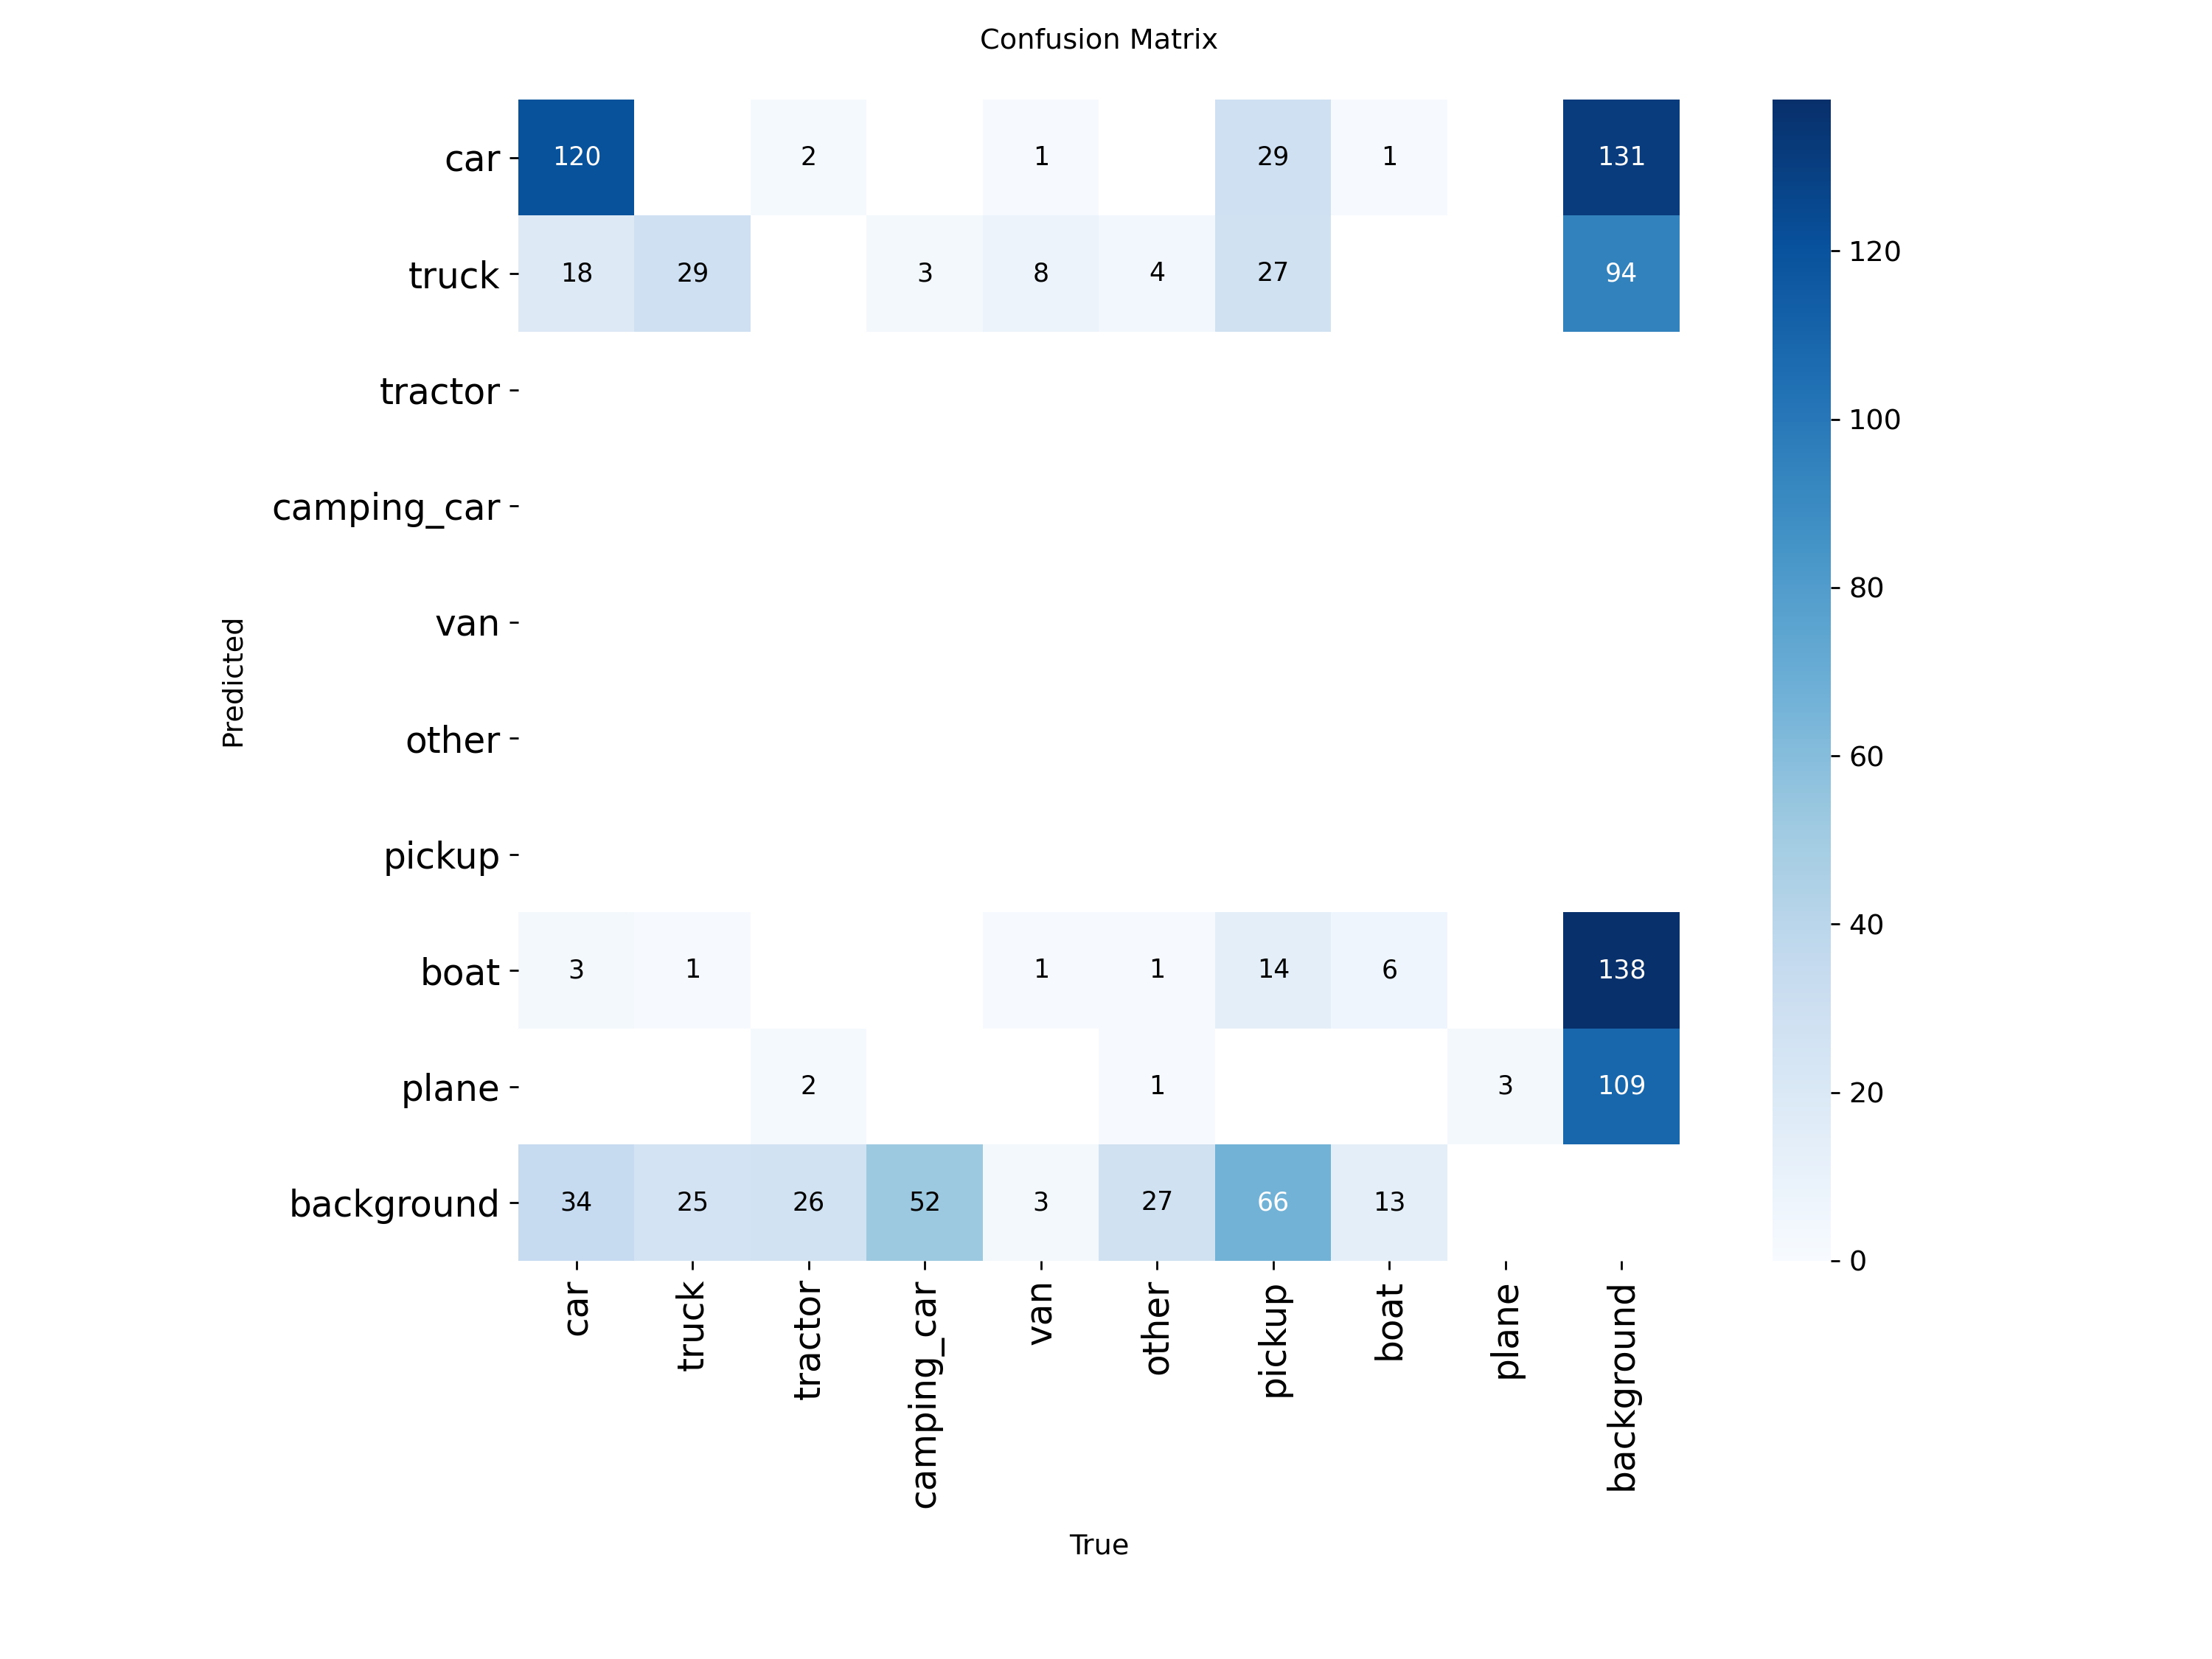 Confusion Matrix
car 120 2 1 29 1 131
truck 18 29 3 8 4 27 94
tractor
camping_car
van
other
pickup
boat 3 1 1 1 14 6 138
plane 2 1 3 109
background 34 25 26 52 3 27 66 13
Predicted
car truck tractor camping_car van other pickup boat plane background
True
120
100
80
60
40
20
0